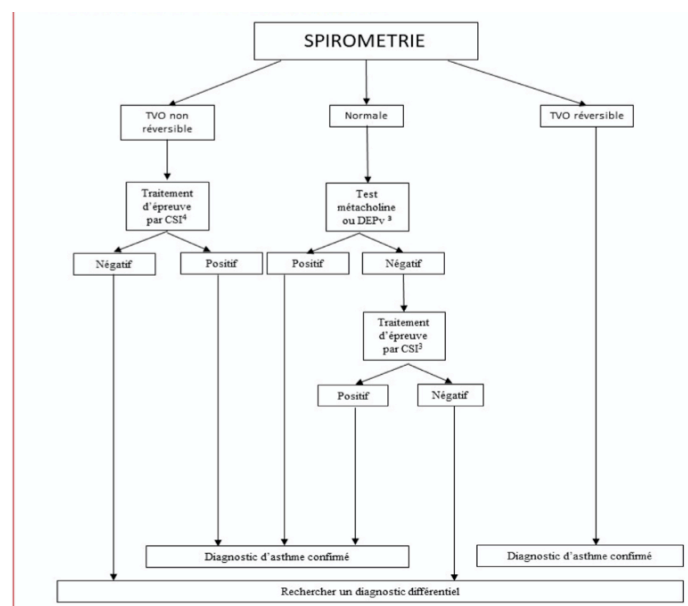 SPIROMETRIE
TVO non
réversible
Normale
TVO réversible
Traitement
d'épreuve
par CSI⁴
Test
métacholine
ou DEPv ³
Négatif
Positif
Positif
Négatif
Traitement
d'épreuve
par CSI³
Positif
Négatif
Diagnostic d'asthme confirmé
Diagnostic d'asthme confirmé
Rechercher un diagnostic différentiel